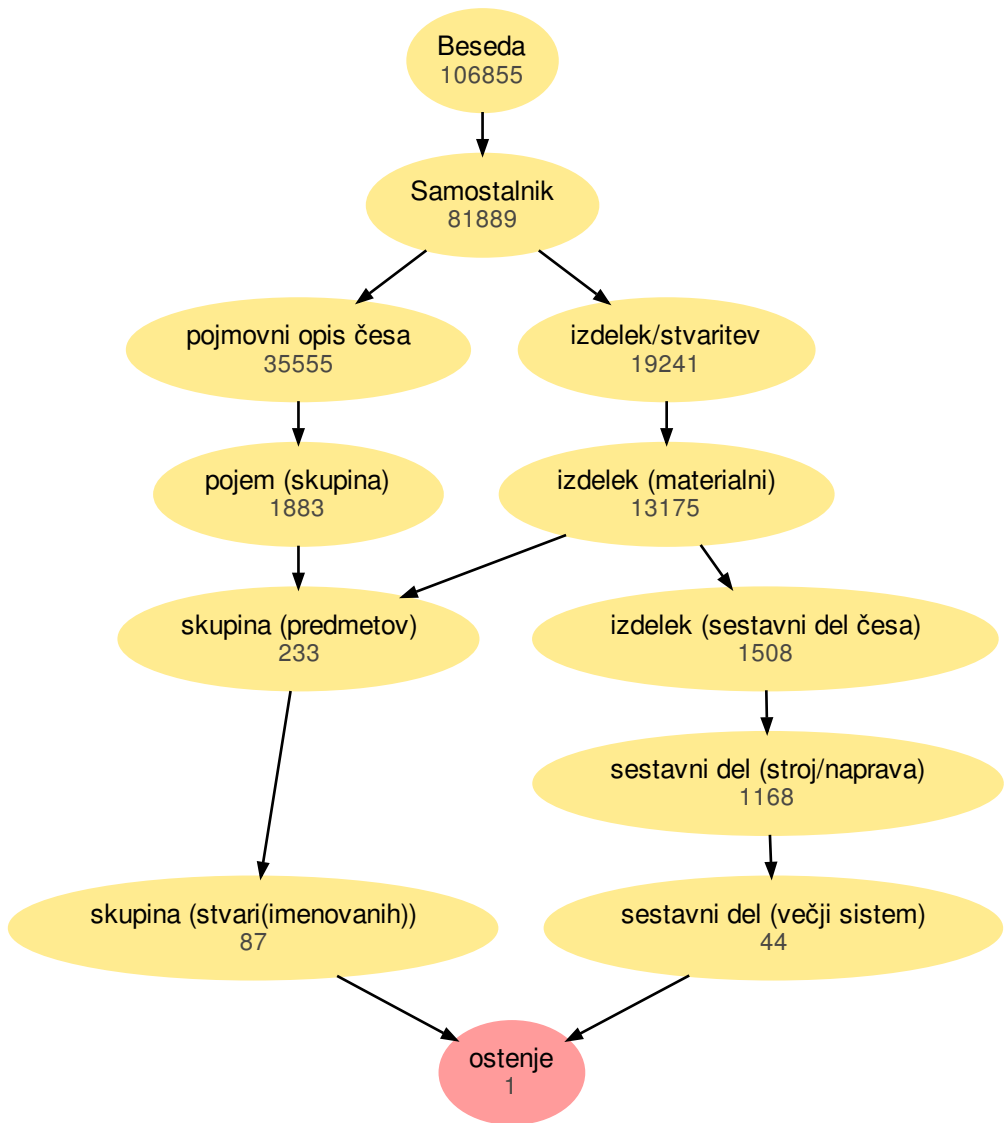 Beseda
106855
Samostalnik
81889
pojmovni opis česa
35555
izdelek/stvaritev
19241
pojem (skupina)
1883
izdelek (materialni)
13175
skupina (predmetov)
233
izdelek (sestavni del česa)
1508
sestavni del (stroj/naprava)
1168
skupina (stvari(imenovanih))
87
sestavni del (večji sistem)
44
ostenje
1